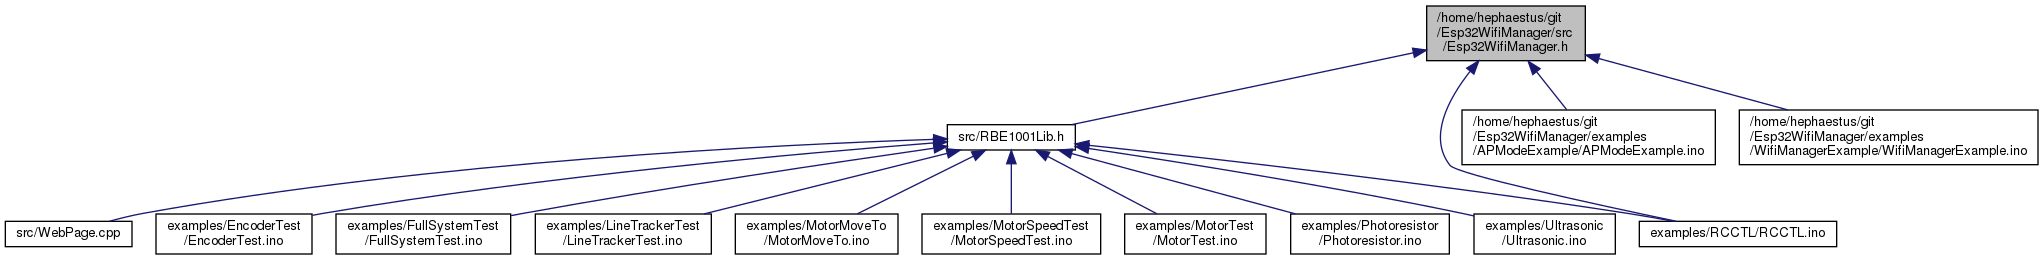 /home/hephaestus/git
/Esp32WifiManager/src
/Esp32WifiManager.h
src/RBE1001Lib.h
/home/hephaestus/git
/Esp32WifiManager/examples
/APModeExample/APModeExample.ino
/home/hephaestus/git
/Esp32WifiManager/examples
/WifiManagerExample/WifiManagerExample.ino
src/WebPage.cpp
examples/EncoderTest
/EncoderTest.ino
examples/FullSystemTest
/FullSystemTest.ino
examples/LineTrackerTest
/LineTrackerTest.ino
examples/MotorMoveTo
/MotorMoveTo.ino
examples/MotorSpeedTest
/MotorSpeedTest.ino
examples/MotorTest
/MotorTest.ino
examples/Photoresistor
/Photoresistor.ino
examples/Ultrasonic
/Ultrasonic.ino
examples/RCCTL/RCCTL.ino